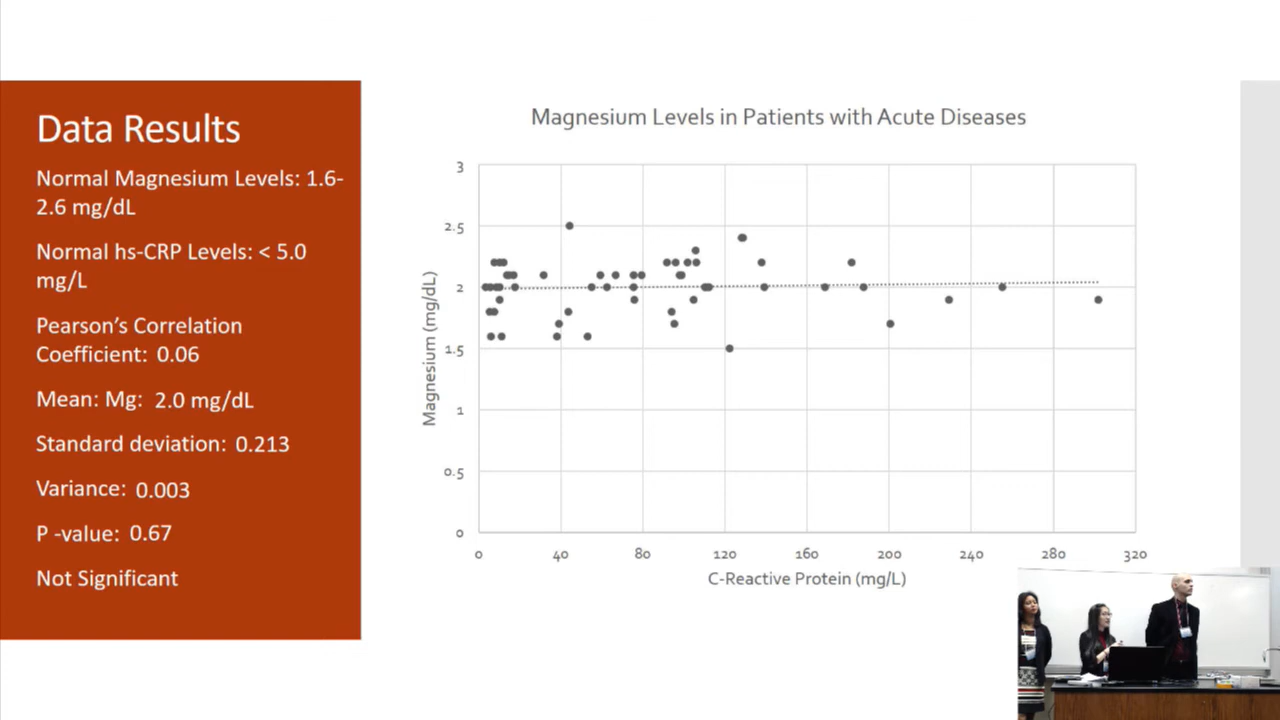 Data Results
Normal Magnesium Levels: 1.6-
2.6 mg/dL
Normal hs-CRP Levels: < 5.0
mg/L
Pearson's Correlation
Coefficient: 0.06
Mean: Mg: 2.0 mg/dL
Standard deviation: 0.213
Variance: 0.003
P -value: 0.67
Not Significant
Magnesium Levels in Patients with Acute Diseases
Magnesium (mg/dL)
3
2.5
2
1.5
1
0.5
0
0 40 80 120 160 200 240 280 320
C-Reactive Protein (mg/L)